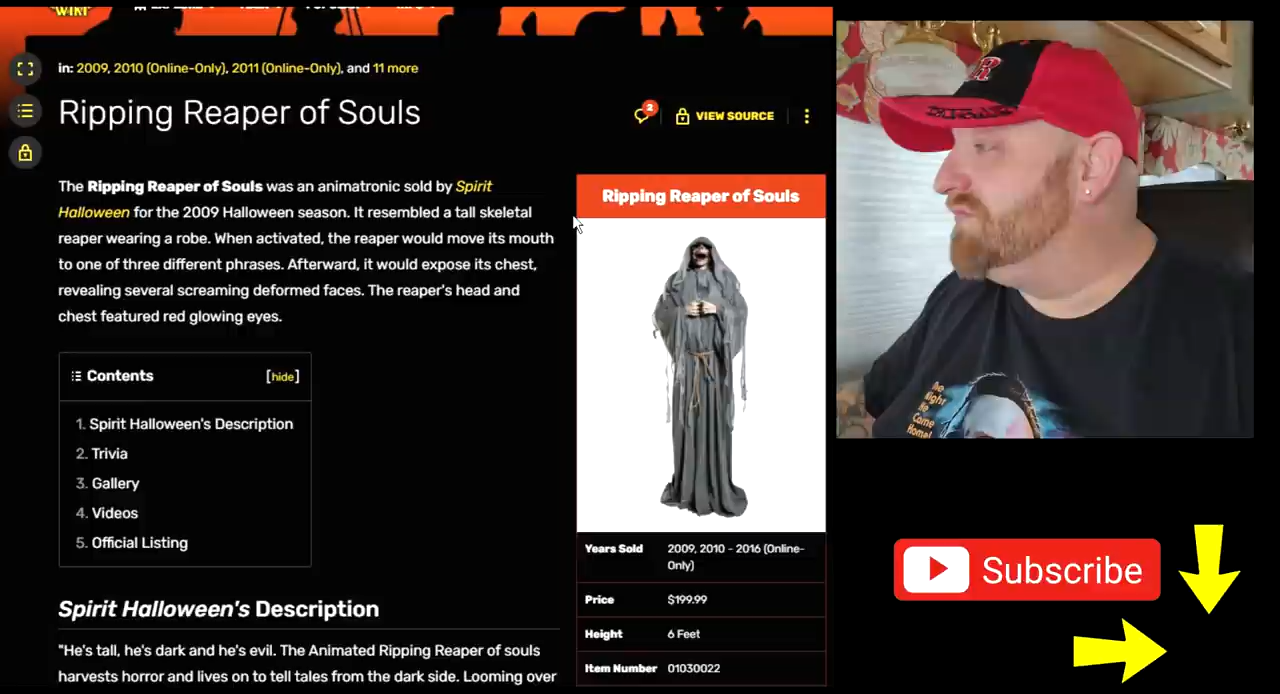 WIKI
in: 2009, 2010 (Online-Only), 2011 (Online-Only), and 11 more
Ripping Reaper of Souls
2
VIEW SOURCE
The Ripping Reaper of Souls was an animatronic sold by Spirit
Halloween for the 2009 Halloween season. It resembled a tall skeletal
reaper wearing a robe. When activated, the reaper would move its mouth
to one of three different phrases. Afterward, it would expose its chest,
revealing several screaming deformed faces. The reaper's head and
chest featured red glowing eyes.
Contents [hide]
1. Spirit Halloween's Description
2. Trivia
3. Gallery
4. Videos
5. Official Listing
Spirit Halloween's Description
"He's tall, he's dark and he's evil. The Animated Ripping Reaper of souls
harvests horror and lives on to tell tales from the dark side. Looming over
Ripping Reaper of Souls
Years Sold 2009, 2010 - 2016 (Online-
Only)
Price $199.99
Height 6 Feet
Item Number 01030022
R
The
Night
He
Came
Home!
Subscribe